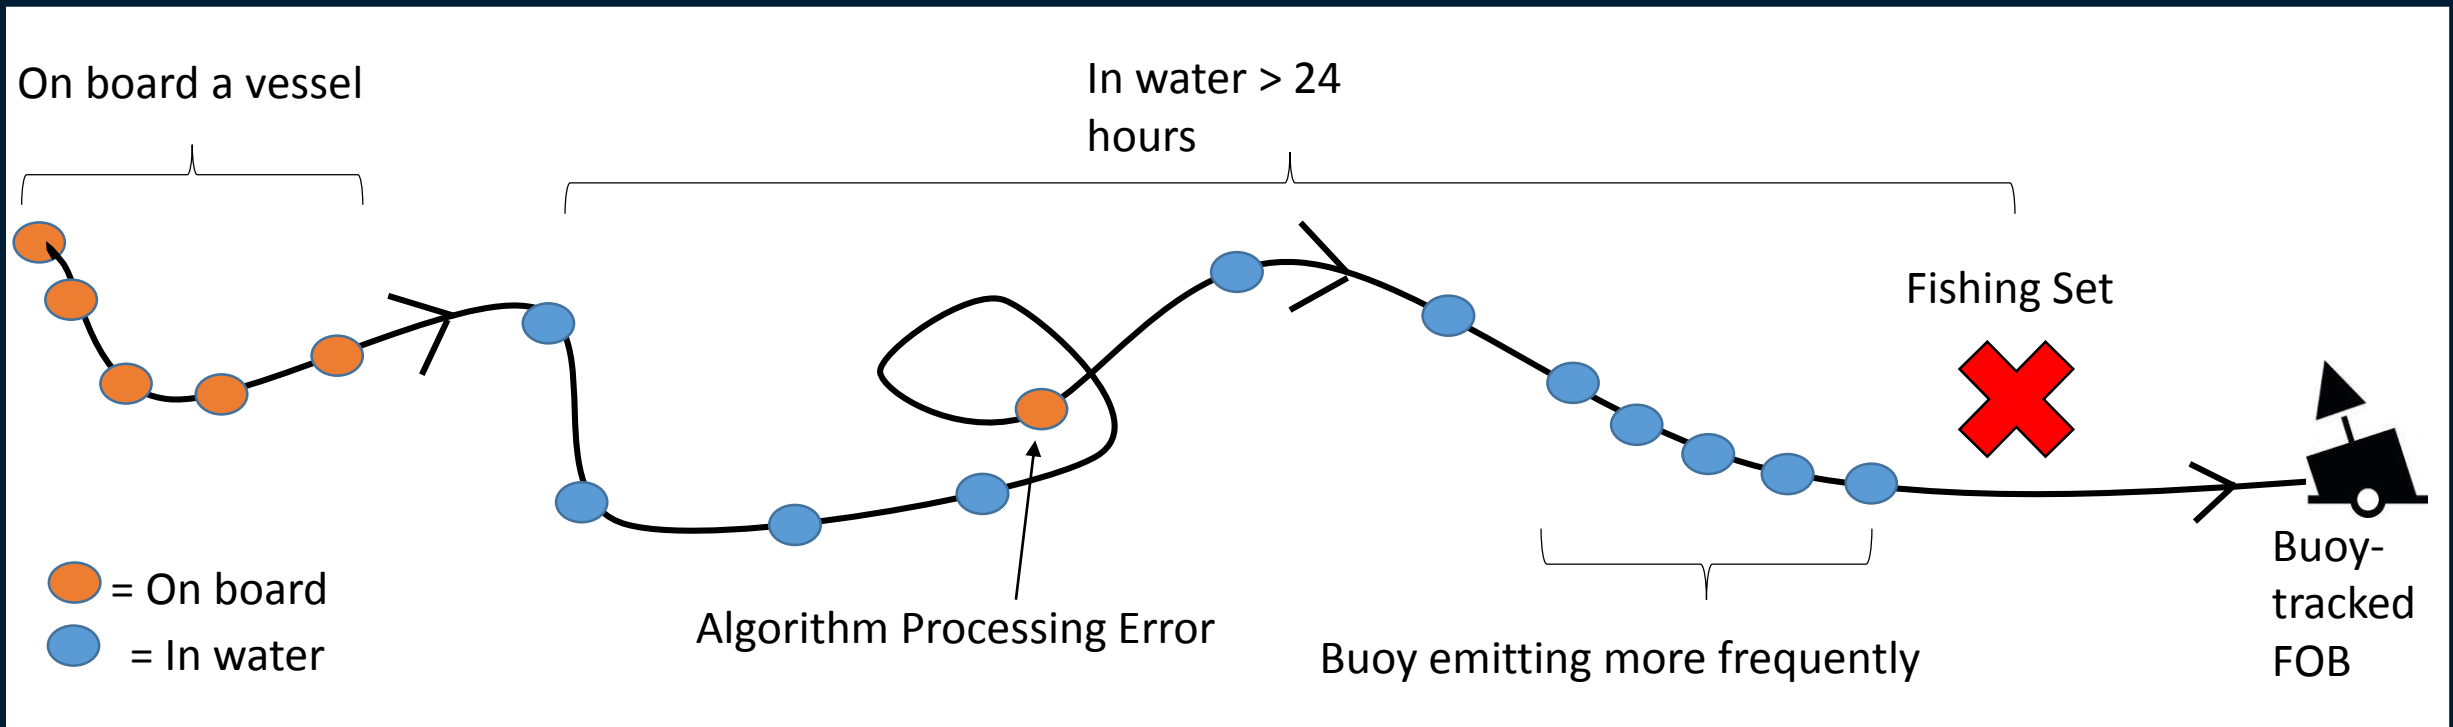 On board a vessel
In water > 24
hours
Fishing Set
Algorithm Processing Error
Buoy emitting more frequently
Buoy-
tracked
FOB
= On board
= In water